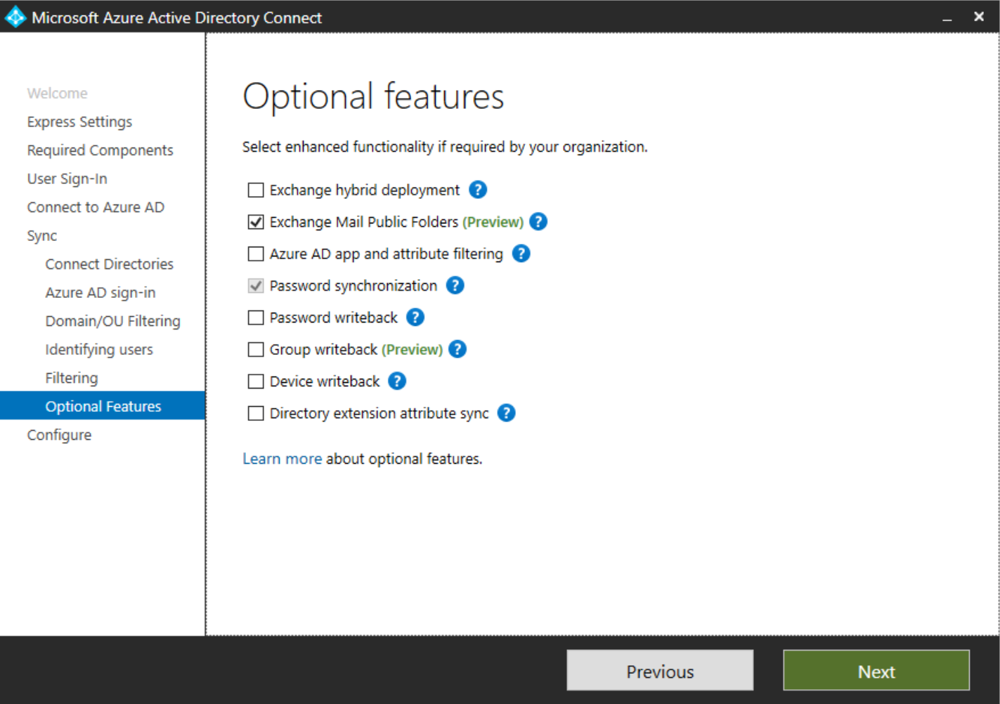 Microsoft Azure Active Directory Connect
Welcome
Express Settings
Required Components
User Sign-In
Connect to Azure AD
Sync
Connect Directories
Azure AD sign-in
Domain/OU Filtering
Identifying users
Filtering
Optional Features
Configure
Optional features
Select enhanced functionality if required by your organization.
Exchange hybrid deployment ?
Exchange Mail Public Folders (Preview) ?
Azure AD app and attribute filtering ?
Password synchronization ?
Password writeback ?
Group writeback (Preview) ?
Device writeback ?
Directory extension attribute sync ?
Learn more about optional features.
Previous
Next